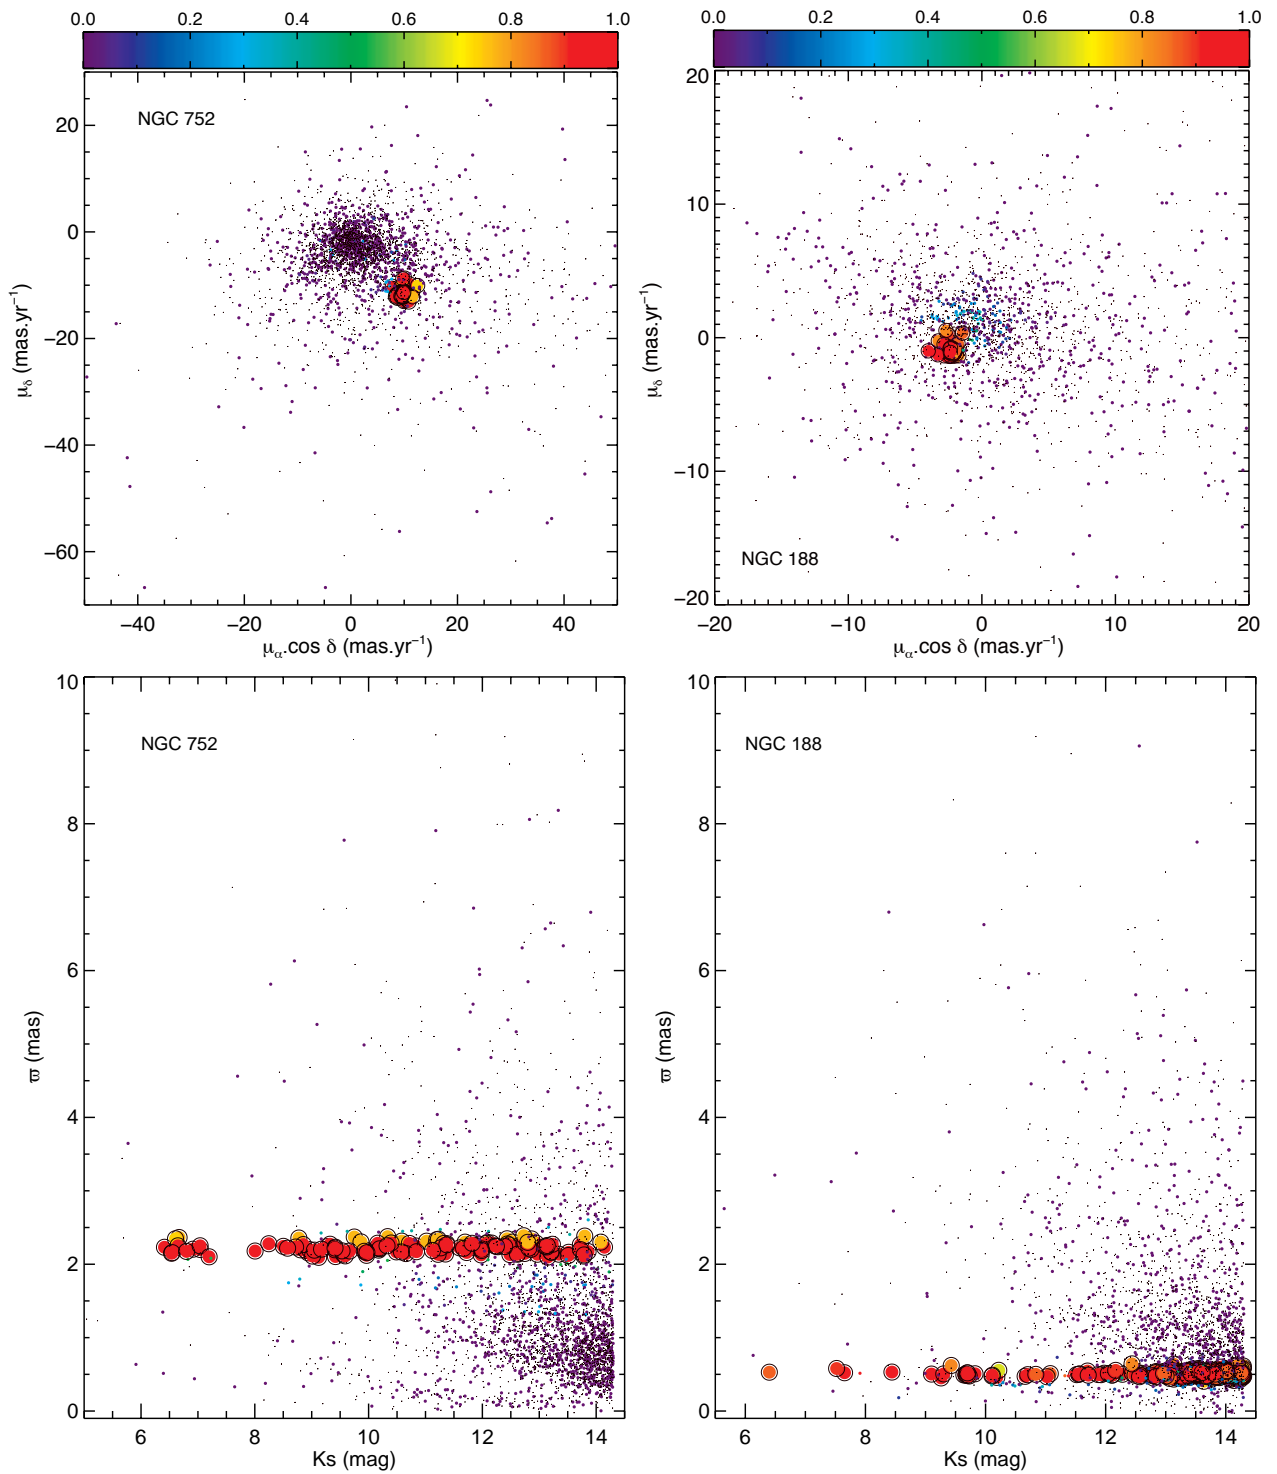 0.0 0.2 0.4 0.6 0.8 1.0
NGC 752
20
0
−20
−40
−60
μδ (mas.yr−1)
−40 −20 0 20 40
μα.cos δ (mas.yr−1)
0.0 0.2 0.4 0.6 0.8 1.0
20
10
0
−10
−20
μδ (mas.yr−1)
NGC 188
−20 −10 0 10 20
μα.cos δ (mas.yr−1)
10
8
6
4
2
0
ϖ (mas)
NGC 752
6 8 10 12 14
Ks (mag)
10
8
6
4
2
0
ϖ (mas)
NGC 188
6 8 10 12 14
Ks (mag)